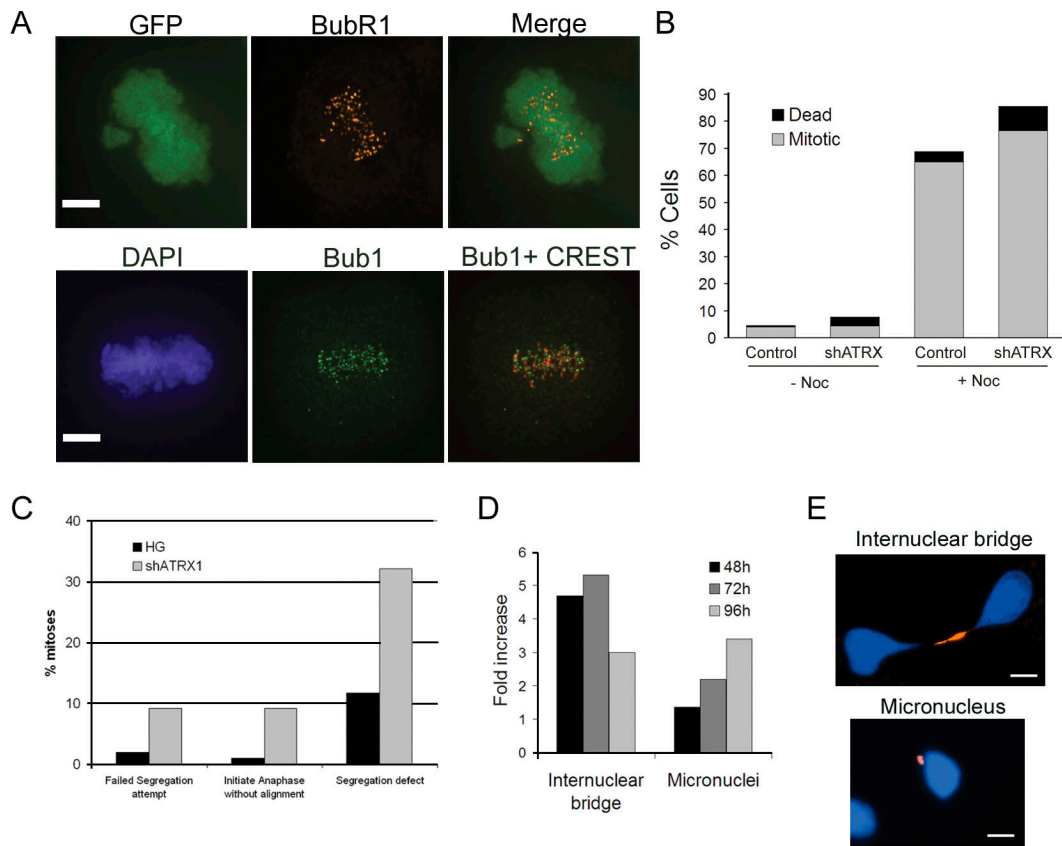 A
GFP
BubR1
Merge
DAPI
Bub1
Bub1+ CREST
B
90
80
70
60
50
40
30
20
10
0
% Cells
Dead
Mitotic
Control
shATRX
Control
shATRX
- Noc
+ Noc
C
40
30
20
10
0
% mitoses
HG
shATRX1
Failed Segregation
attempt
Initiate Anaphase
without alignment
Segregation defect
D
6
5
4
3
2
1
0
Fold increase
48h
72h
96h
Internuclear
bridge
Micronuclei
E
Internuclear bridge
Micronucleus